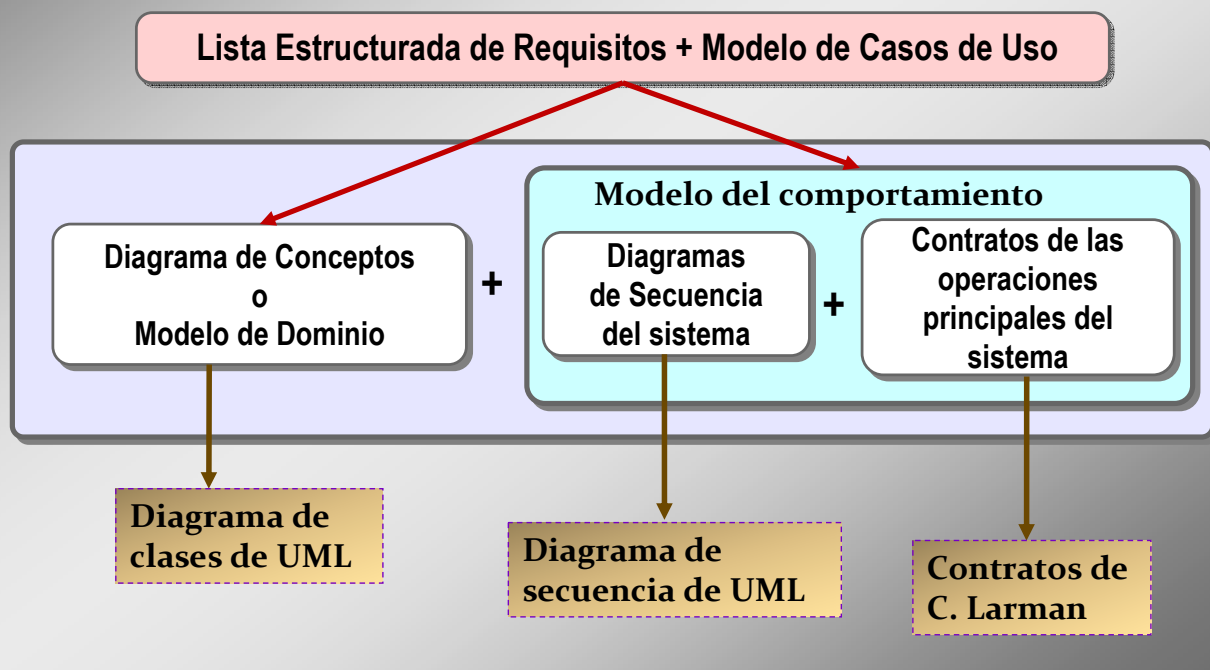 Lista Estructurada de Requisitos + Modelo de Casos de Uso
Modelo del comportamiento
Diagrama de Conceptos
o
Modelo de Dominio
+
Diagramas
de Secuencia
del sistema
+
Contratos de las
operaciones
principales del
sistema
Diagrama de
clases de UML
Diagrama de
secuencia de UML
Contratos de
C. Larman